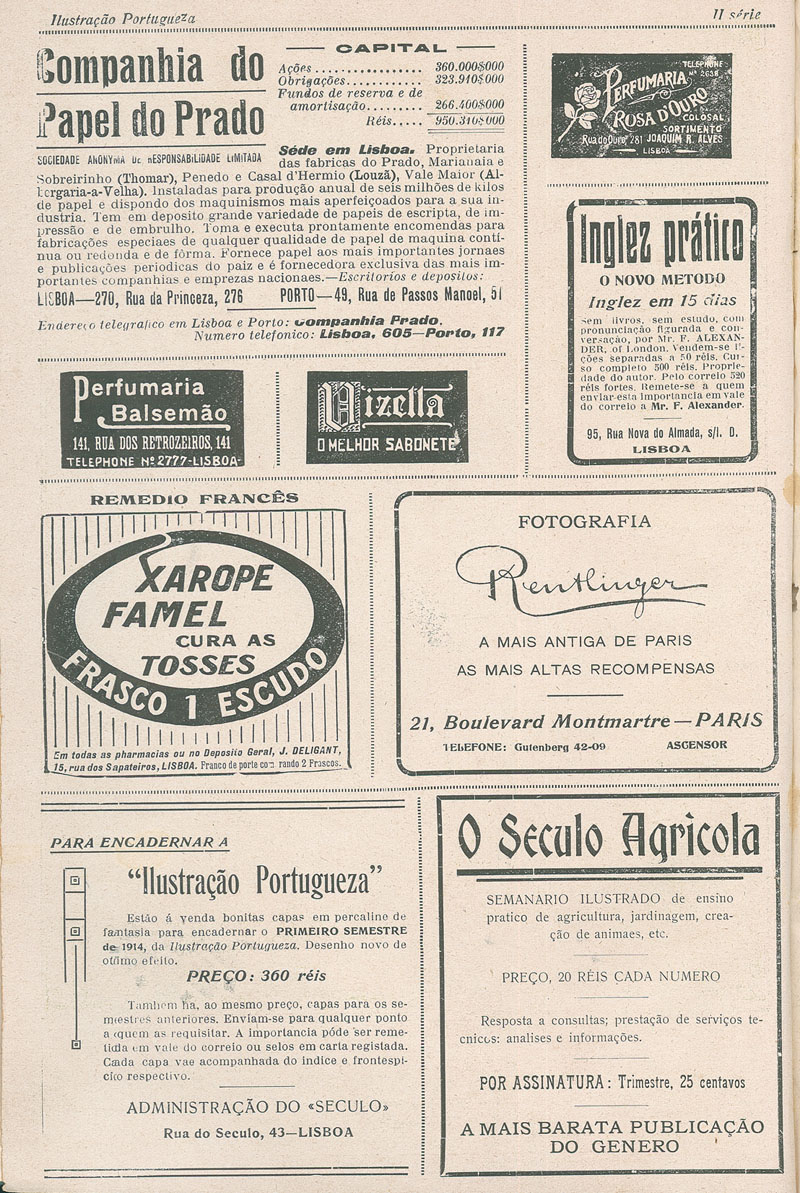 Ilustração Portugueza
II série
Companhia do
Papel do Prado
SOCIEDADE ANONYMA DE RESPONSABILIDADE LIMITADA
CAPITAL
Ações................ 360.000$000
Obrigações............ 323.910$000
Fundos de reserva e de
amortisação......... 266.400$000
Réis..... 950.310$000
Séde em Lisboa. Proprietaria
das fabricas do Prado, Marianaia e
Sobreirinho (Thomar), Penedo e Casal d'Hermio (Louzã), Vale Maior (Al-
bergaria-a-Velha). Instaladas para produção anual de seis milhões de kilos
de papel e dispondo dos maquinismos mais aperfeiçoados para a sua in-
dustria. Tem em deposito grande variedade de papeis de escripta, de im-
pressão e de embrulho. Toma e executa prontamente encomendas para
fabricações especiaes de qualquer qualidade de papel de maquina conti-
nua ou redonda e de fôrma. Fornece papel aos mais importantes jornaes
e publicações periodicas do paiz e é fornecedora exclusiva das mais im-
portantes companhias e emprezas nacionaes.—Escritorios e depositos:
LISBOA—270, Rua da Princeza, 276 PORTO—49, Rua de Passos Manoel, 51
Endereço telegrafico em Lisboa e Porto: Companhia Prado.
Numero telefonico: Lisboa, 605—Porto, 117
TELEPHONE
Nº 2638
PERFUMARIA
ROSA D'OURO
COLOSAL
SORTIMENTO
Rua do Ouro, 281 JOAQUIM R. ALVES
—LISBOA—
Inglez prático
O NOVO METODO
Inglez em 15 dias
Sem livros, sem estudo, com
pronunciação figurada e con-
versação, por Mr. F. ALEXAN-
DER, of London. Vendem-se li-
ções separadas a 50 réis. Cur-
so completo 500 réis. Proprie-
dade do autor. Pelo correio 520
réis fortes. Remete-se a quem
enviar esta importancia em vale
do correio a Mr. F. Alexander.
95, Rua Nova do Almada, s/l. D.
LISBOA
Perfumaria
Balsemão
141, RUA DOS RETROZEIROS, 141
TELEPHONE Nº 2777-LISBOA-
Vizella
O MELHOR SABONETE
REMEDIO FRANCÊS
XAROPE
FAMEL
CURA AS
TOSSES
FRASCO 1 ESCUDO
Em todas as pharmacias ou no Deposito Geral, J. DELIGANT,
15, rua dos Sapateiros, LISBOA. Franco de porte comprando 2 Frascos.
FOTOGRAFIA
Reutlinger
A MAIS ANTIGA DE PARIS
AS MAIS ALTAS RECOMPENSAS
21, Boulevard Montmartre—PARIS
TELEFONE: Gutenberg 42-09 ASCENSOR
PARA ENCADERNAR A
"Ilustração Portugueza"
Estão á venda bonitas capas em percaline de
fantasia para encadernar o PRIMEIRO SEMESTRE
de 1914, da Ilustração Portugueza. Desenho novo de
otimo efeito.
PREÇO: 360 réis
Tambem ha, ao mesmo preço, capas para os se-
mestres anteriores. Enviam-se para qualquer ponto
a quem as requisitar. A importancia póde ser reme-
tida em vale do correio ou selos em carta registada.
Cada capa vae acompanhada do indice e frontespi-
cio respectivo.
ADMINISTRAÇÃO DO «SECULO»
Rua do Seculo, 43—LISBOA
O Seculo Agricola
SEMANARIO ILUSTRADO de ensino
pratico de agricultura, jardinagem, crea-
ção de animaes, etc.
PREÇO, 20 RÉIS CADA NUMERO
Resposta a consultas; prestação de serviços te-
cnicos: analises e informações.
POR ASSINATURA: Trimestre, 25 centavos
A MAIS BARATA PUBLICAÇÃO
DO GENERO